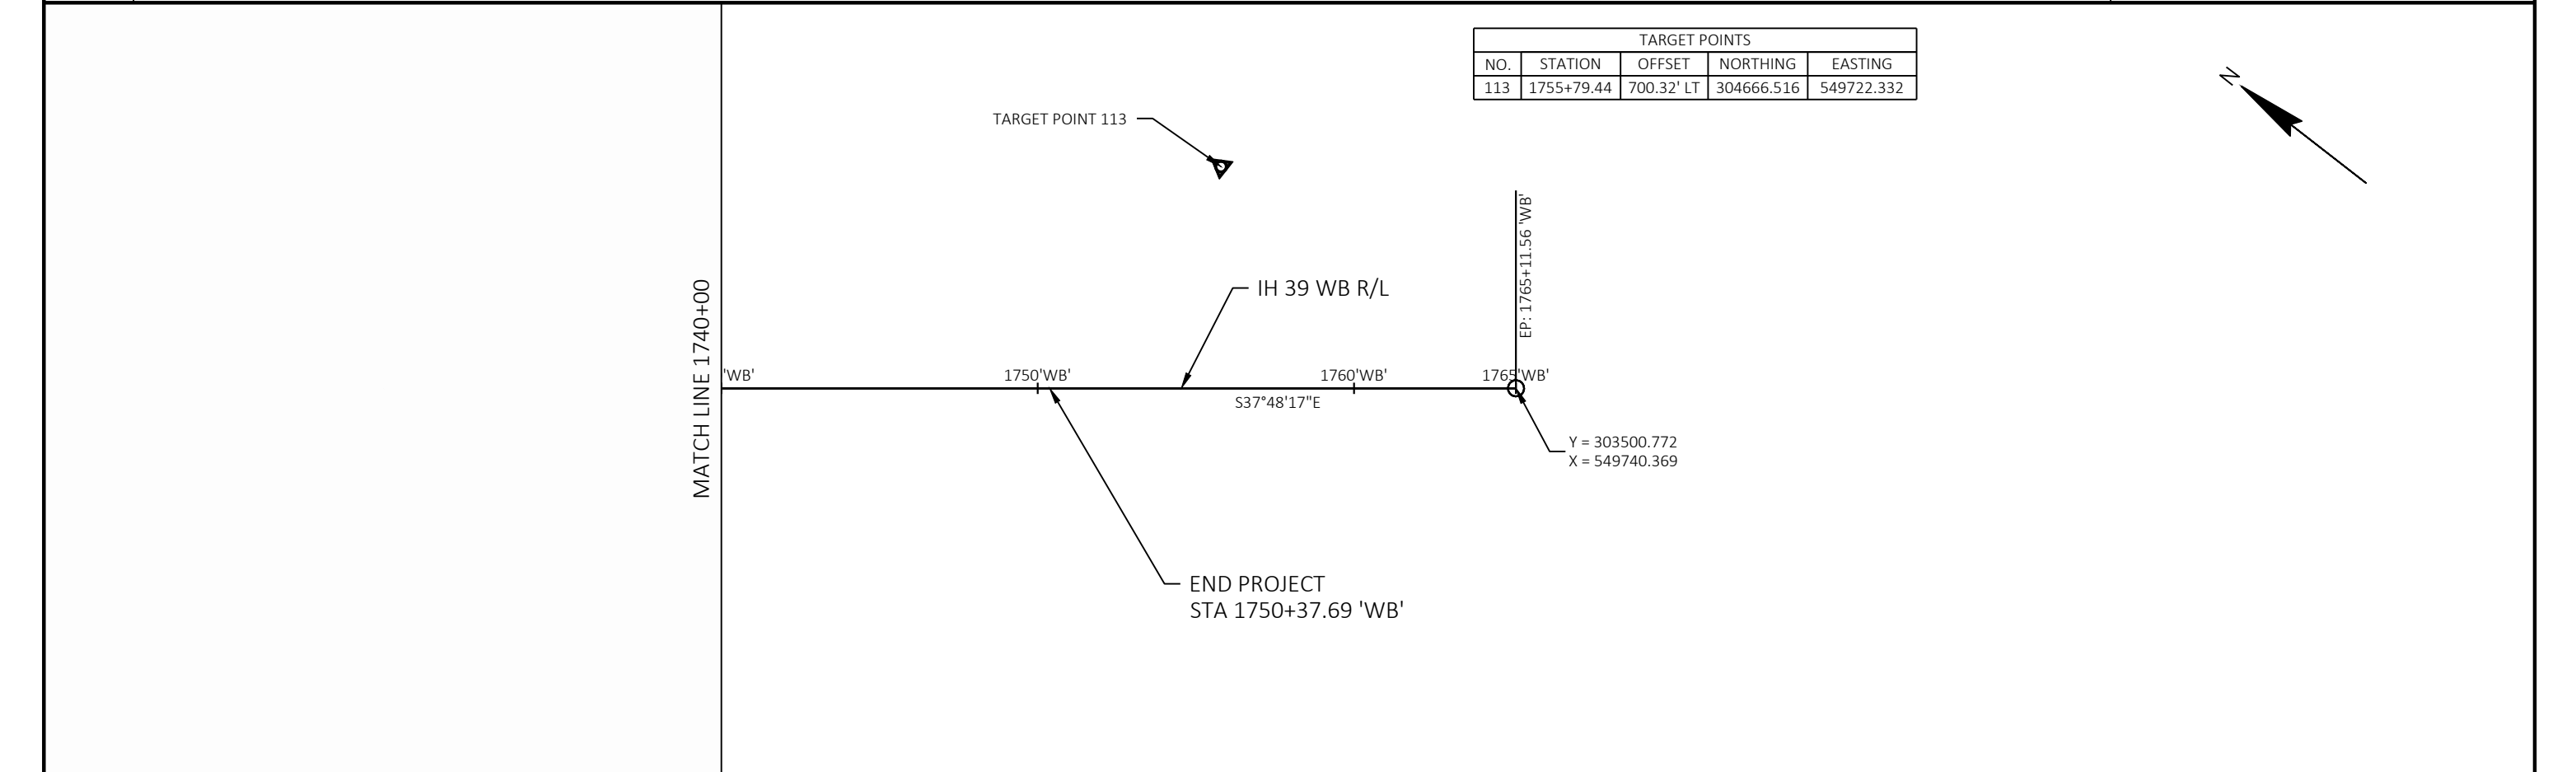 TARGET POINTS
NO. STATION OFFSET NORTHING EASTING
113 1755+79.44 700.32' LT 304666.516 549722.332
N
TARGET POINT 113
EP: 1765+11.56 'WB'
IH 39 WB R/L
MATCH LINE 1740+00
'WB' 1750'WB' 1760'WB' 1765'WB'
S37°48'17"E
Y = 303500.772
X = 549740.369
END PROJECT
STA 1750+37.69 'WB'